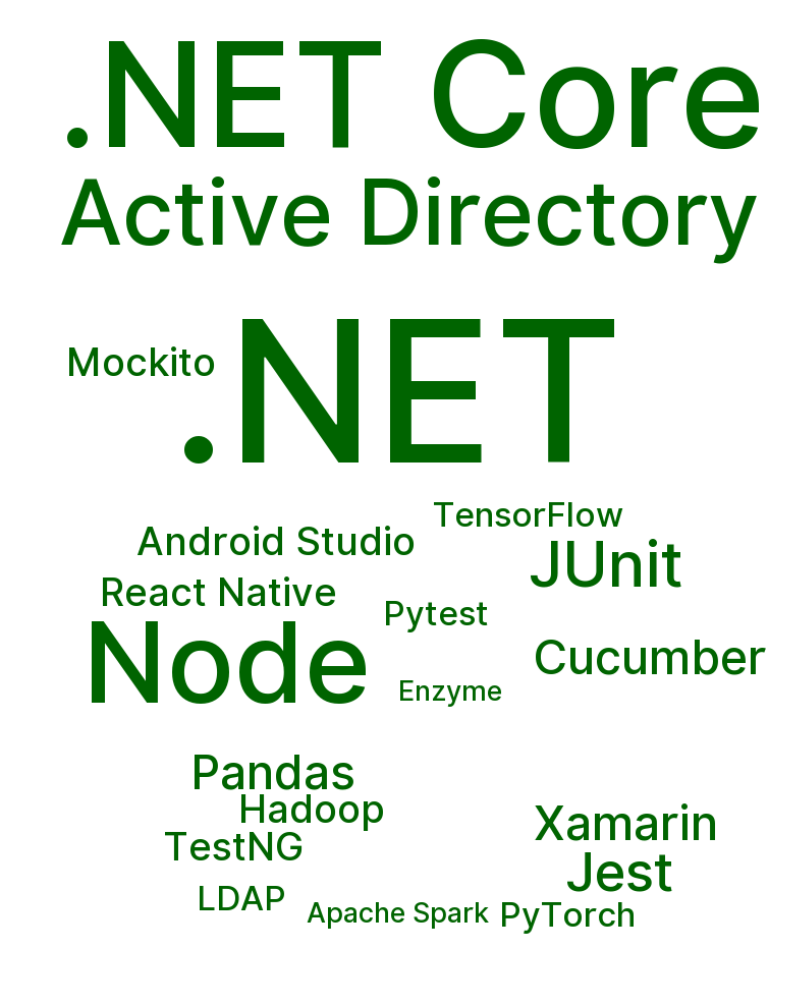 .NET Core
Active Directory
.NET
Mockito
TensorFlow
Android Studio
JUnit
React Native
Pytest
Node
Cucumber
Enzyme
Pandas
Hadoop
Xamarin
TestNG
Jest
LDAP
Apache Spark
PyTorch